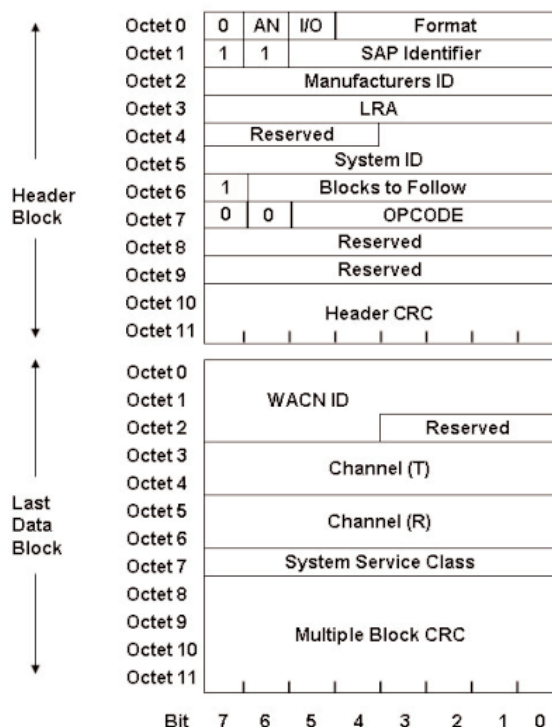 Octet 0 0 AN I/O Format
Octet 1 1 1 SAP Identifier
Octet 2 Manufacturers ID
Octet 3 LRA
Octet 4 Reserved
Octet 5 System ID
Octet 6 1 Blocks to Follow
Octet 7 0 0 OPCODE
Octet 8 Reserved
Octet 9 Reserved
Octet 10
Header CRC
Octet 11
Header
Block
Octet 0
Octet 1 WACN ID
Octet 2 Reserved
Octet 3
Channel (T)
Octet 4
Octet 5
Channel (R)
Octet 6
Octet 7 System Service Class
Octet 8
Octet 9
Multiple Block CRC
Octet 10
Octet 11
Last
Data
Block
Bit 7 6 5 4 3 2 1 0